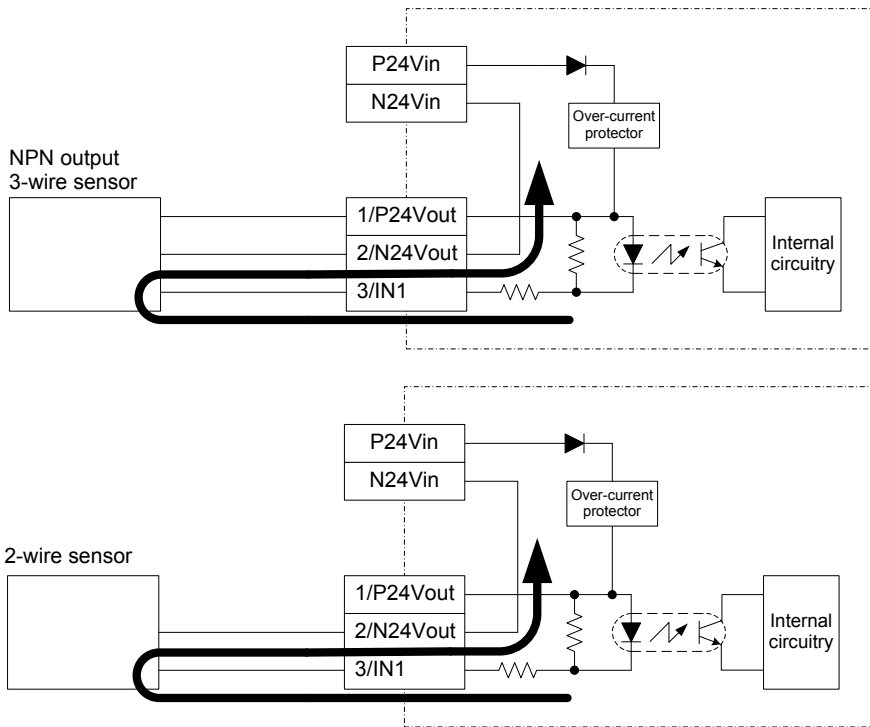 P24Vin
N24Vin
Over-current
protector
NPN output
3-wire sensor
1/P24Vout
2/N24Vout
3/IN1
Internal
circuitry
P24Vin
N24Vin
Over-current
protector
2-wire sensor
1/P24Vout
2/N24Vout
3/IN1
Internal
circuitry